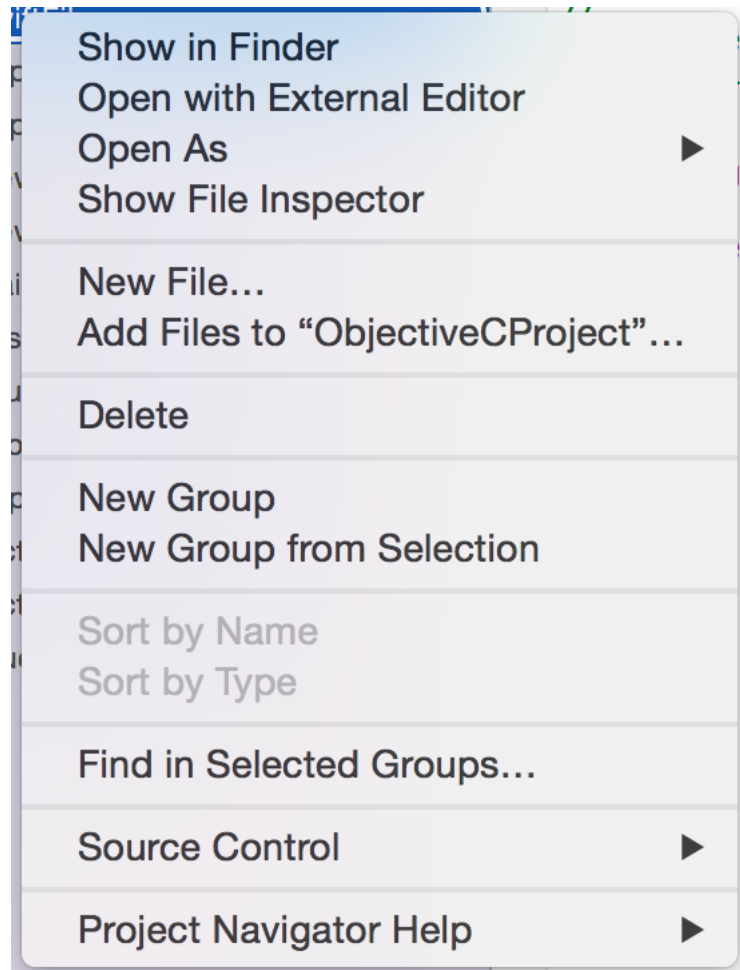 Show in Finder
Open with External Editor
Open As
Show File Inspector
New File…
Add Files to “ObjectiveCProject”…
Delete
New Group
New Group from Selection
Sort by Name
Sort by Type
Find in Selected Groups…
Source Control
Project Navigator Help